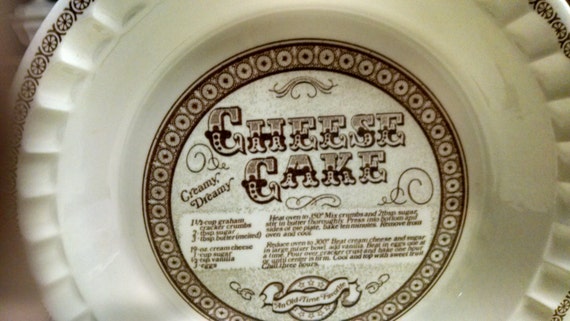 CHEESE
CAKE
Creamy, Dreamy
1½ cup graham
cracker crumbs
2 tbsp sugar
3 tbsp butter (melted)
19 oz cream cheese
cup sugar
vanilla
eggs
Heat oven to 350° Mix crumbs and 2 tbsp sugar,
stir in butter thoroughly. Press into bottom and
sides of pie plate. Bake ten minutes. Remove from
oven and cool.
Reduce oven to 300° Beat cream cheese and sugar
in large mixer bowl, add vanilla. Beat in eggs one at
a time. Pour over cracker crust and bake one hour
or until center is firm. Cool and top with sweet fruit
Chill three hours.
An Old-Time Favorite